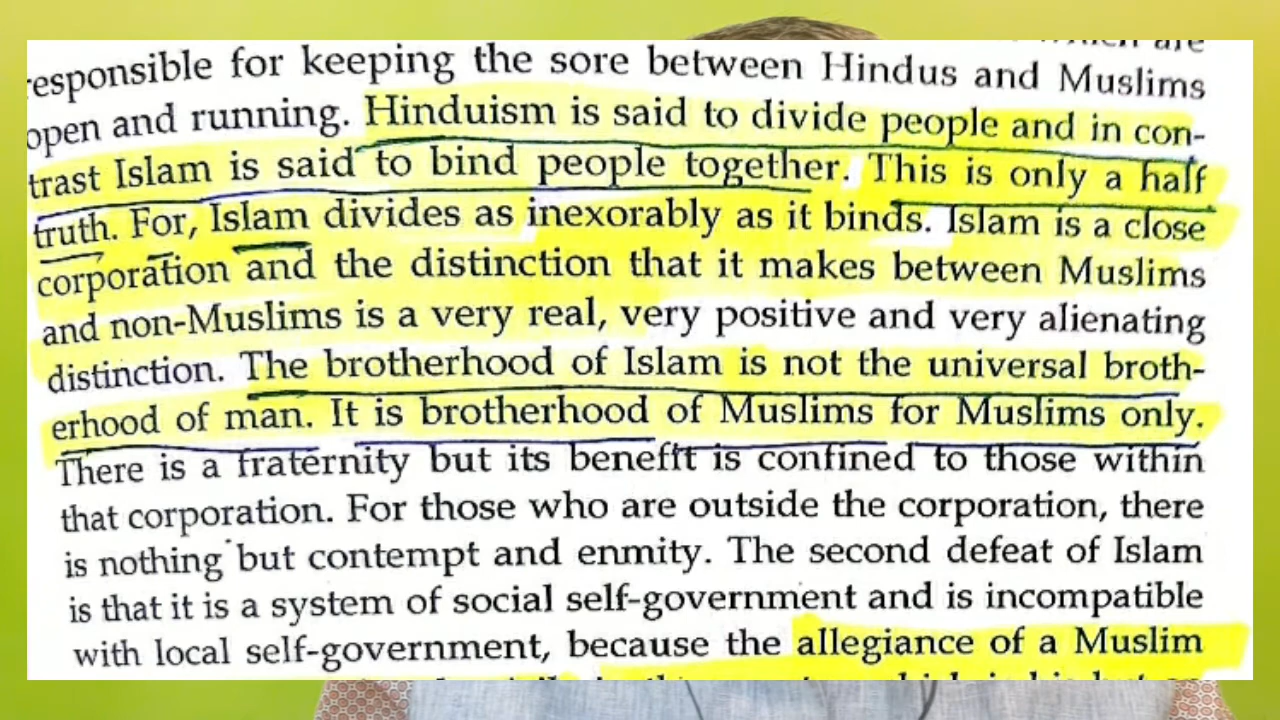 which are
responsible for keeping the sore between Hindus and Muslims
open and running. Hinduism is said to divide people and in con-
trast Islam is said to bind people together. This is only a half
truth. For, Islam divides as inexorably as it binds. Islam is a close
corporation and the distinction that it makes between Muslims
and non-Muslims is a very real, very positive and very alienating
distinction. The brotherhood of Islam is not the universal broth-
erhood of man. It is brotherhood of Muslims for Muslims only.
There is a fraternity but its benefit is confined to those within
that corporation. For those who are outside the corporation, there
is nothing but contempt and enmity. The second defeat of Islam
is that it is a system of social self-government and is incompatible
with local self-government, because the allegiance of a Muslim